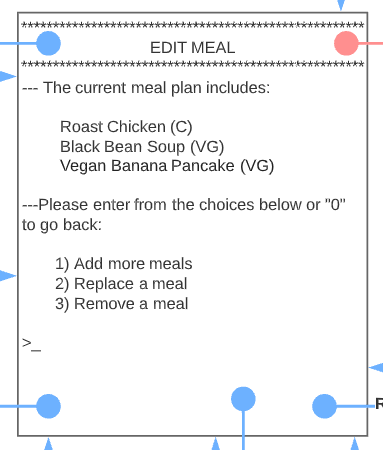 **********************************************************
EDIT MEAL
**********************************************************
--- The current meal plan includes:
Roast Chicken (C)
Black Bean Soup (VG)
Vegan Banana Pancake (VG)
---Please enter from the choices below or "0"
to go back:
1) Add more meals
2) Replace a meal
3) Remove a meal
>_
R